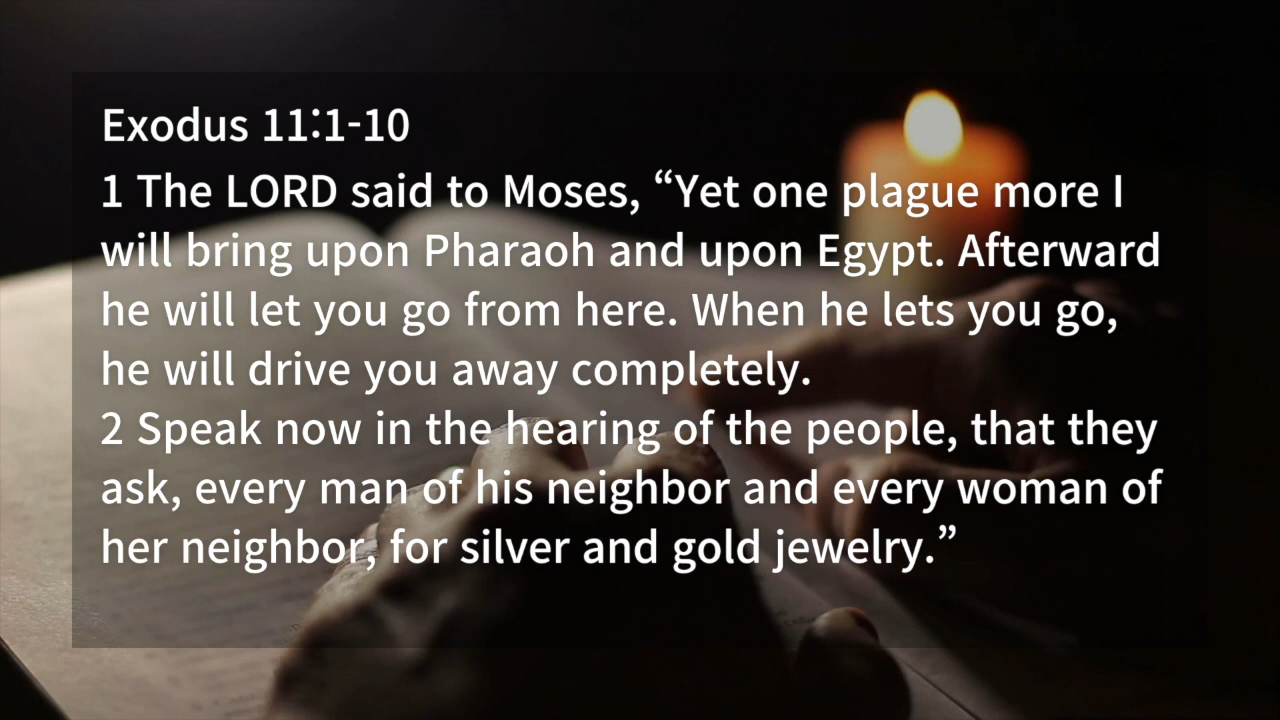 Exodus 11:1-10
1 The LORD said to Moses, “Yet one plague more I
will bring upon Pharaoh and upon Egypt. Afterward
he will let you go from here. When he lets you go,
he will drive you away completely.
2 Speak now in the hearing of the people, that they
ask, every man of his neighbor and every woman of
her neighbor, for silver and gold jewelry.”